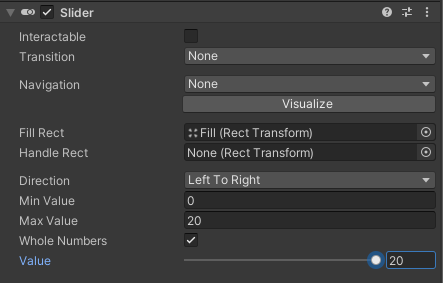 Slider
Interactable
Transition None
Navigation None
Visualize
Fill Rect Fill (Rect Transform)
Handle Rect None (Rect Transform)
Direction Left To Right
Min Value 0
Max Value 20
Whole Numbers
Value 20